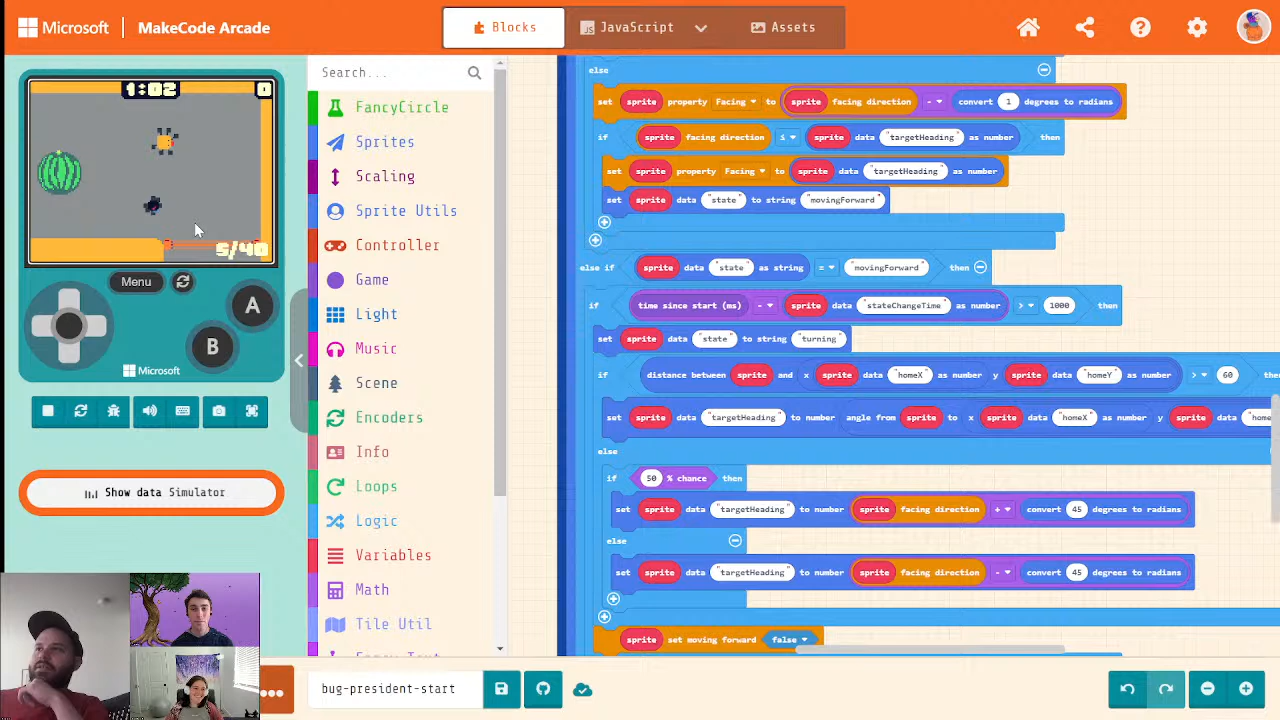 Microsoft
MakeCode Arcade
Blocks
JavaScript
Assets
1:02
0
5/40
Menu
A
B
Microsoft
Show data Simulator
Search...
FancyCircle
Sprites
Scaling
Sprite Utils
Controller
Game
Light
Music
Scene
Encoders
Info
Loops
Logic
Variables
Math
Tile Util
else
set sprite property Facing to sprite facing direction - convert 1 degrees to radians
if sprite facing direction i sprite data "targetHeading" as number then
set sprite property Facing to sprite data "targetHeading" as number
set sprite data "state" to string "movingForward"
else if sprite data "state" as string = "movingForward" then
if time since start (ms) - sprite data "stateChangeTime" as number > 1000 then
set sprite data "state" to string "turning"
if distance between sprite and x sprite data "homeX" as number y sprite data "homeY" as number > 60 then
set sprite data "targetHeading" to number angle from sprite to x sprite data "homeX" as number y sprite data "home
else
if 50 % chance then
set sprite data "targetHeading" to number sprite facing direction + convert 45 degrees to radians
else
set sprite data "targetHeading" to number sprite facing direction - convert 45 degrees to radians
sprite set moving forward false
bug-president-start